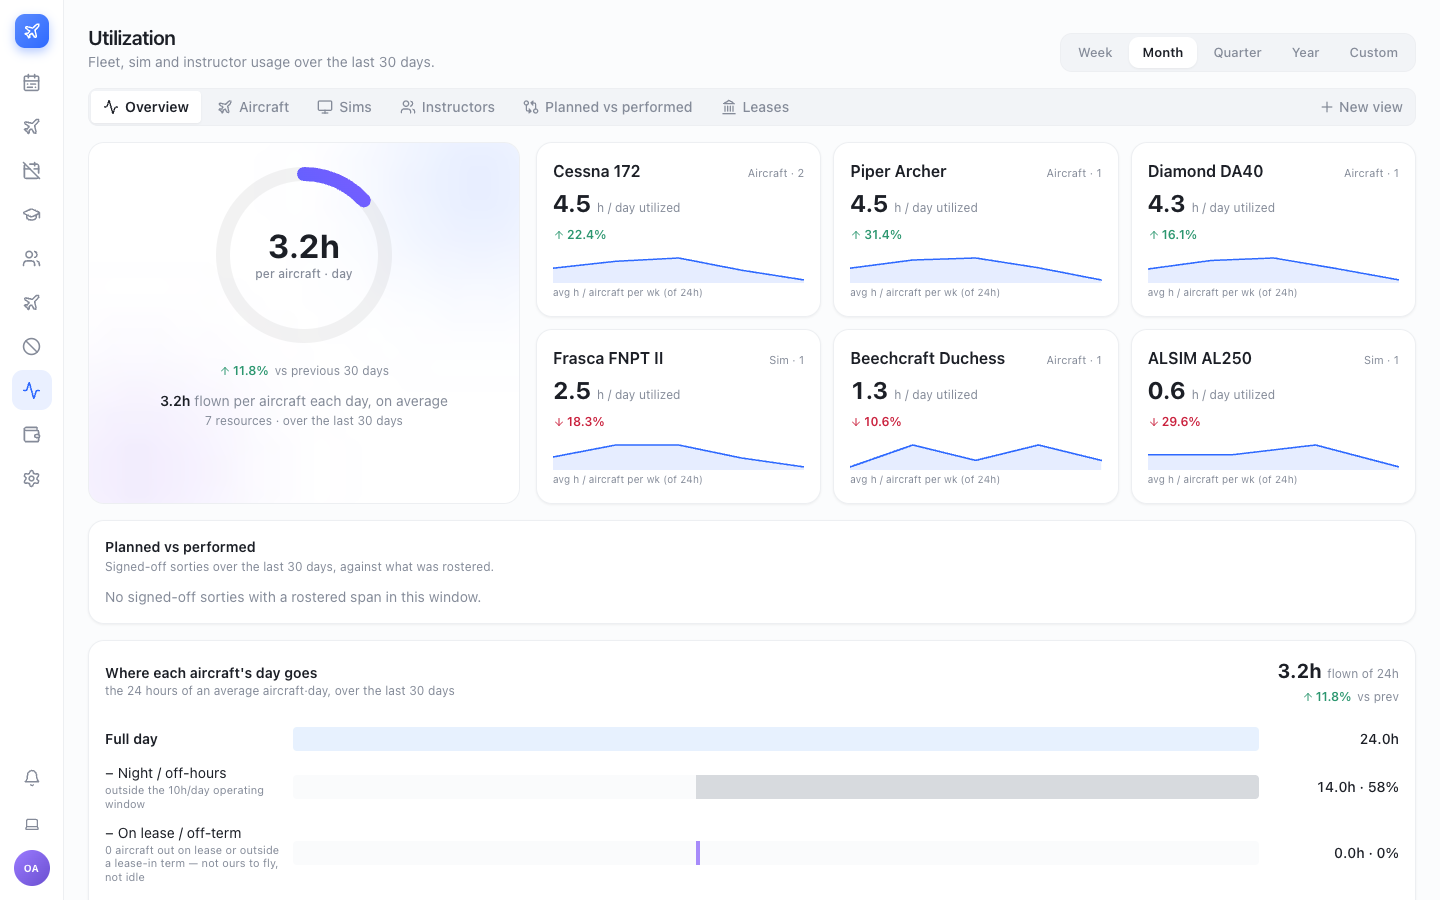 Utilization
Fleet, sim and instructor usage over the last 30 days.
Week
Month
Quarter
Year
Custom
Overview
Aircraft
Sims
Instructors
Planned vs performed
Leases
New view
3.2h
per aircraft · day
↑ 11.8% vs previous 30 days
3.2h flown per aircraft each day, on average
7 resources · over the last 30 days
Cessna 172
Aircraft · 2
4.5 h / day utilized
↑ 22.4%
avg h / aircraft per wk (of 24h)
Piper Archer
Aircraft · 1
4.5 h / day utilized
↑ 31.4%
avg h / aircraft per wk (of 24h)
Diamond DA40
Aircraft · 1
4.3 h / day utilized
↑ 16.1%
avg h / aircraft per wk (of 24h)
Frasca FNPT II
Sim · 1
2.5 h / day utilized
↓ 18.3%
avg h / aircraft per wk (of 24h)
Beechcraft Duchess
Aircraft · 1
1.3 h / day utilized
↓ 10.6%
avg h / aircraft per wk (of 24h)
ALSIM AL250
Sim · 1
0.6 h / day utilized
↓ 29.6%
avg h / aircraft per wk (of 24h)
Planned vs performed
Signed-off sorties over the last 30 days, against what was rostered.
No signed-off sorties with a rostered span in this window.
Where each aircraft's day goes
the 24 hours of an average aircraft·day, over the last 30 days
3.2h flown of 24h
↑ 11.8% vs prev
Full day
24.0h
− Night / off-hours
outside the 10h/day operating
window
14.0h · 58%
− On lease / off-term
0 aircraft out on lease or outside
a lease-in term — not ours to fly,
not idle
0.0h · 0%
OA